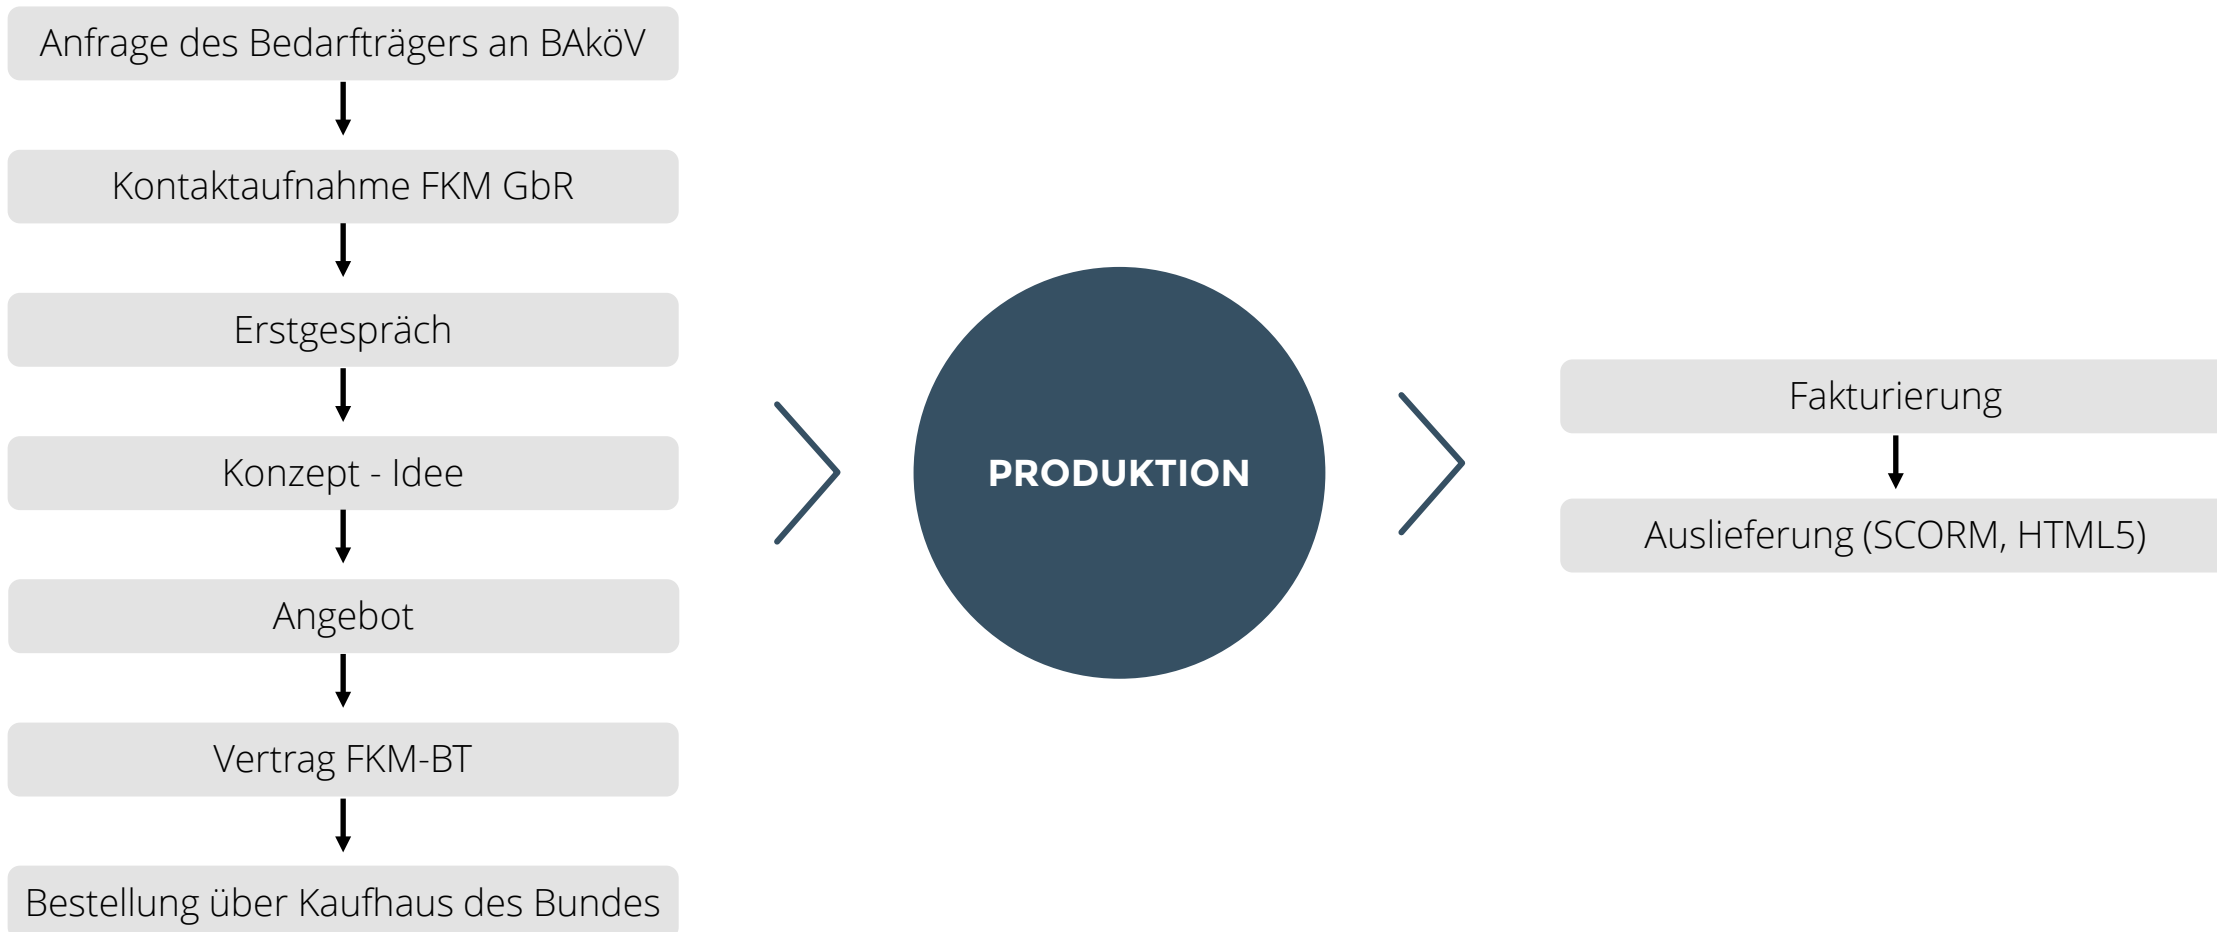 Anfrage des Bedarfträgers an BAköV
Kontaktaufnahme FKM GbR
Erstgespräch
Konzept - Idee
Angebot
Vertrag FKM-BT
Bestellung über Kaufhaus des Bundes
PRODUKTION
Fakturierung
Auslieferung (SCORM, HTML5)